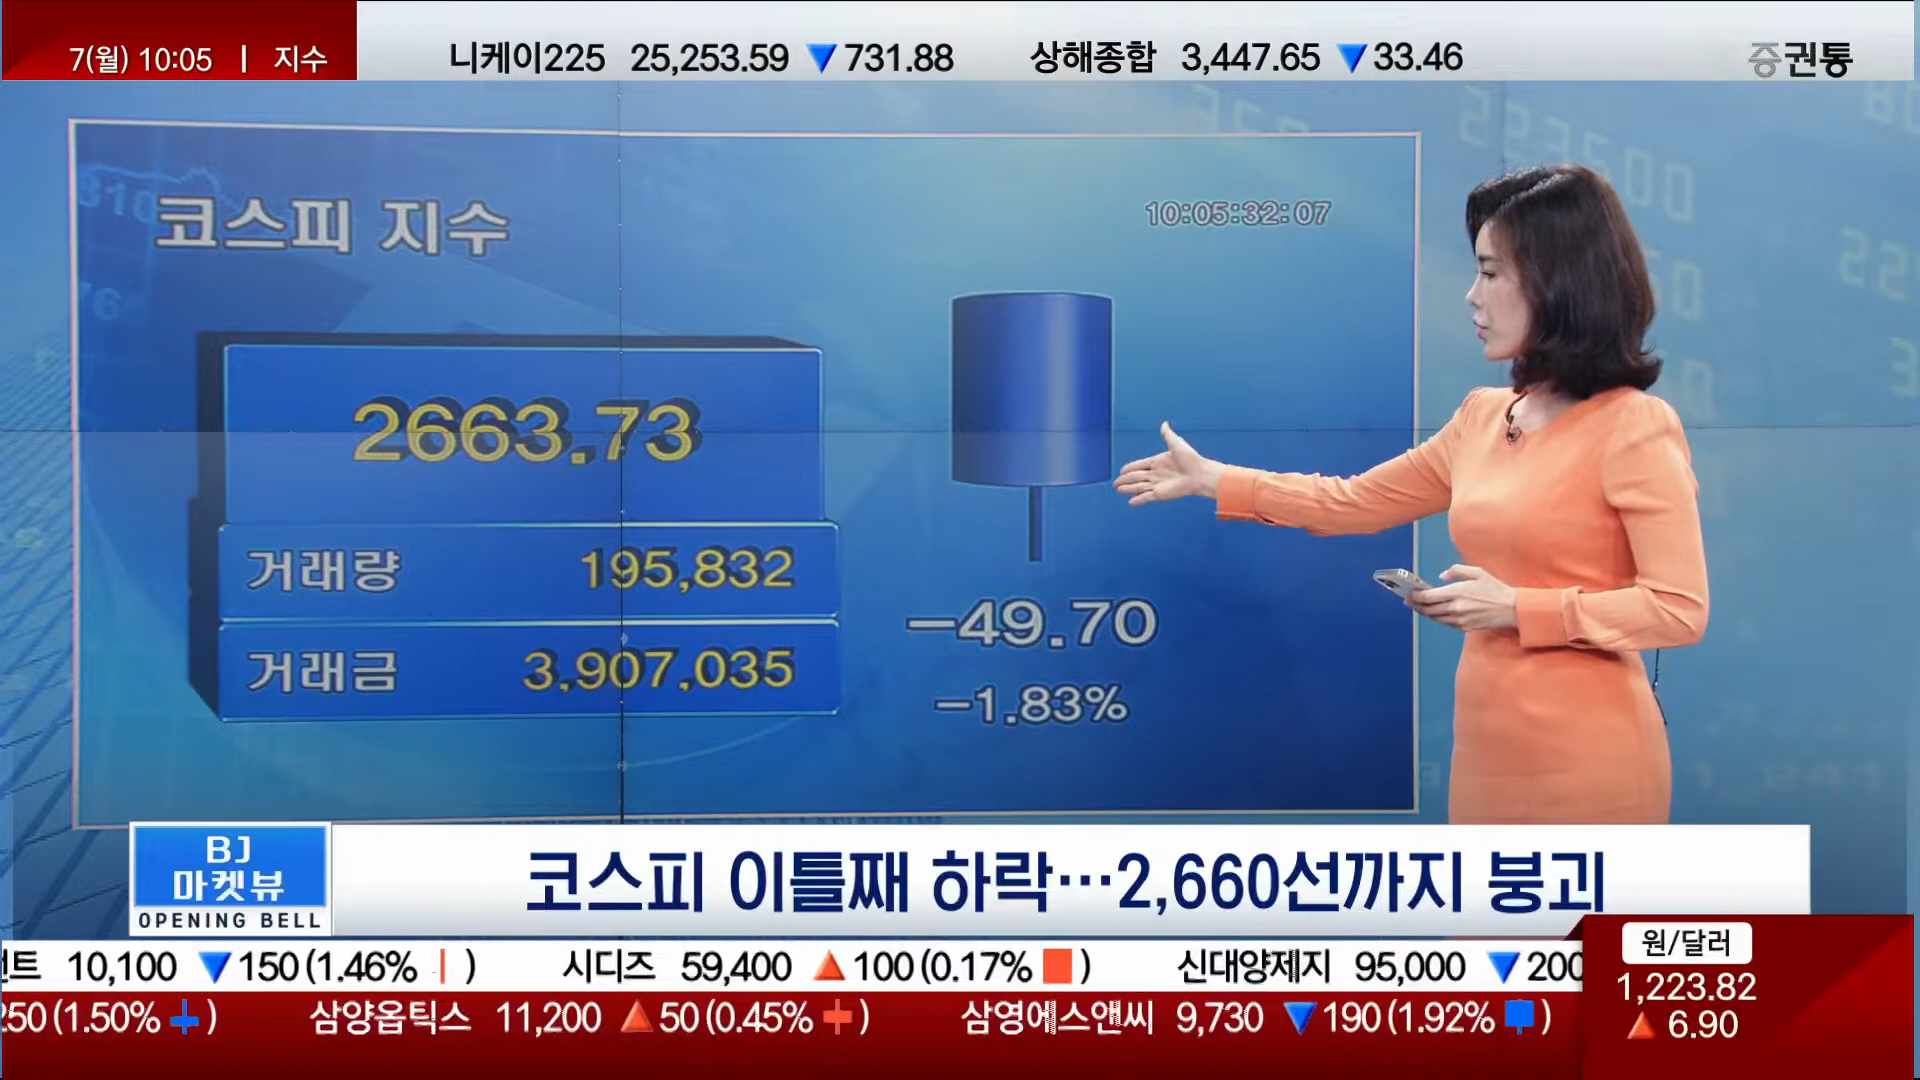 7(월) 10:05 | 지수
니케이225 25,253.59 ▼731.88 상해종합 3,447.65 ▼33.46
증권통
코스피 지수
10:05:32:07
2663.73
거래량 195,832
거래금 3,907,035
-49.70
-1.83%
BJ
마켓뷰
OPENING BELL
코스피 이틀째 하락…2,660선까지 붕괴
트 10,100 ▼150(1.46% ) 시디즈 59,400 ▲100(0.17% ) 신대양제지 95,000 ▼200
250(1.50% ) 삼양옵틱스 11,200 ▲50(0.45% ) 삼영에스앤씨 9,730 ▼190(1.92% )
원/달러
1,223.82
▲ 6.90